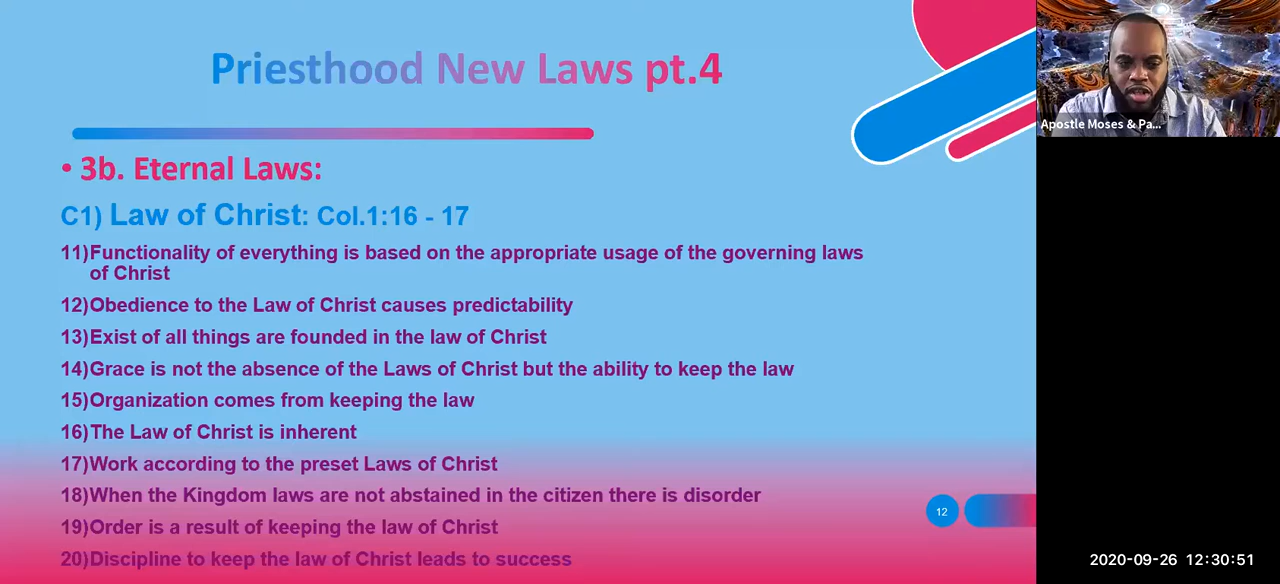 Priesthood New Laws pt.4
Apostle Moses & Pa...
• 3b. Eternal Laws:
C1) Law of Christ: Col.1:16 - 17
11)Functionality of everything is based on the appropriate usage of the governing laws
of Christ
12)Obedience to the Law of Christ causes predictability
13)Exist of all things are founded in the law of Christ
14)Grace is not the absence of the Laws of Christ but the ability to keep the law
15)Organization comes from keeping the law
16)The Law of Christ is inherent
17)Work according to the preset Laws of Christ
18)When the Kingdom laws are not abstained in the citizen there is disorder
19)Order is a result of keeping the law of Christ
20)Discipline to keep the law of Christ leads to success
12
2020-09-26 12:30:51